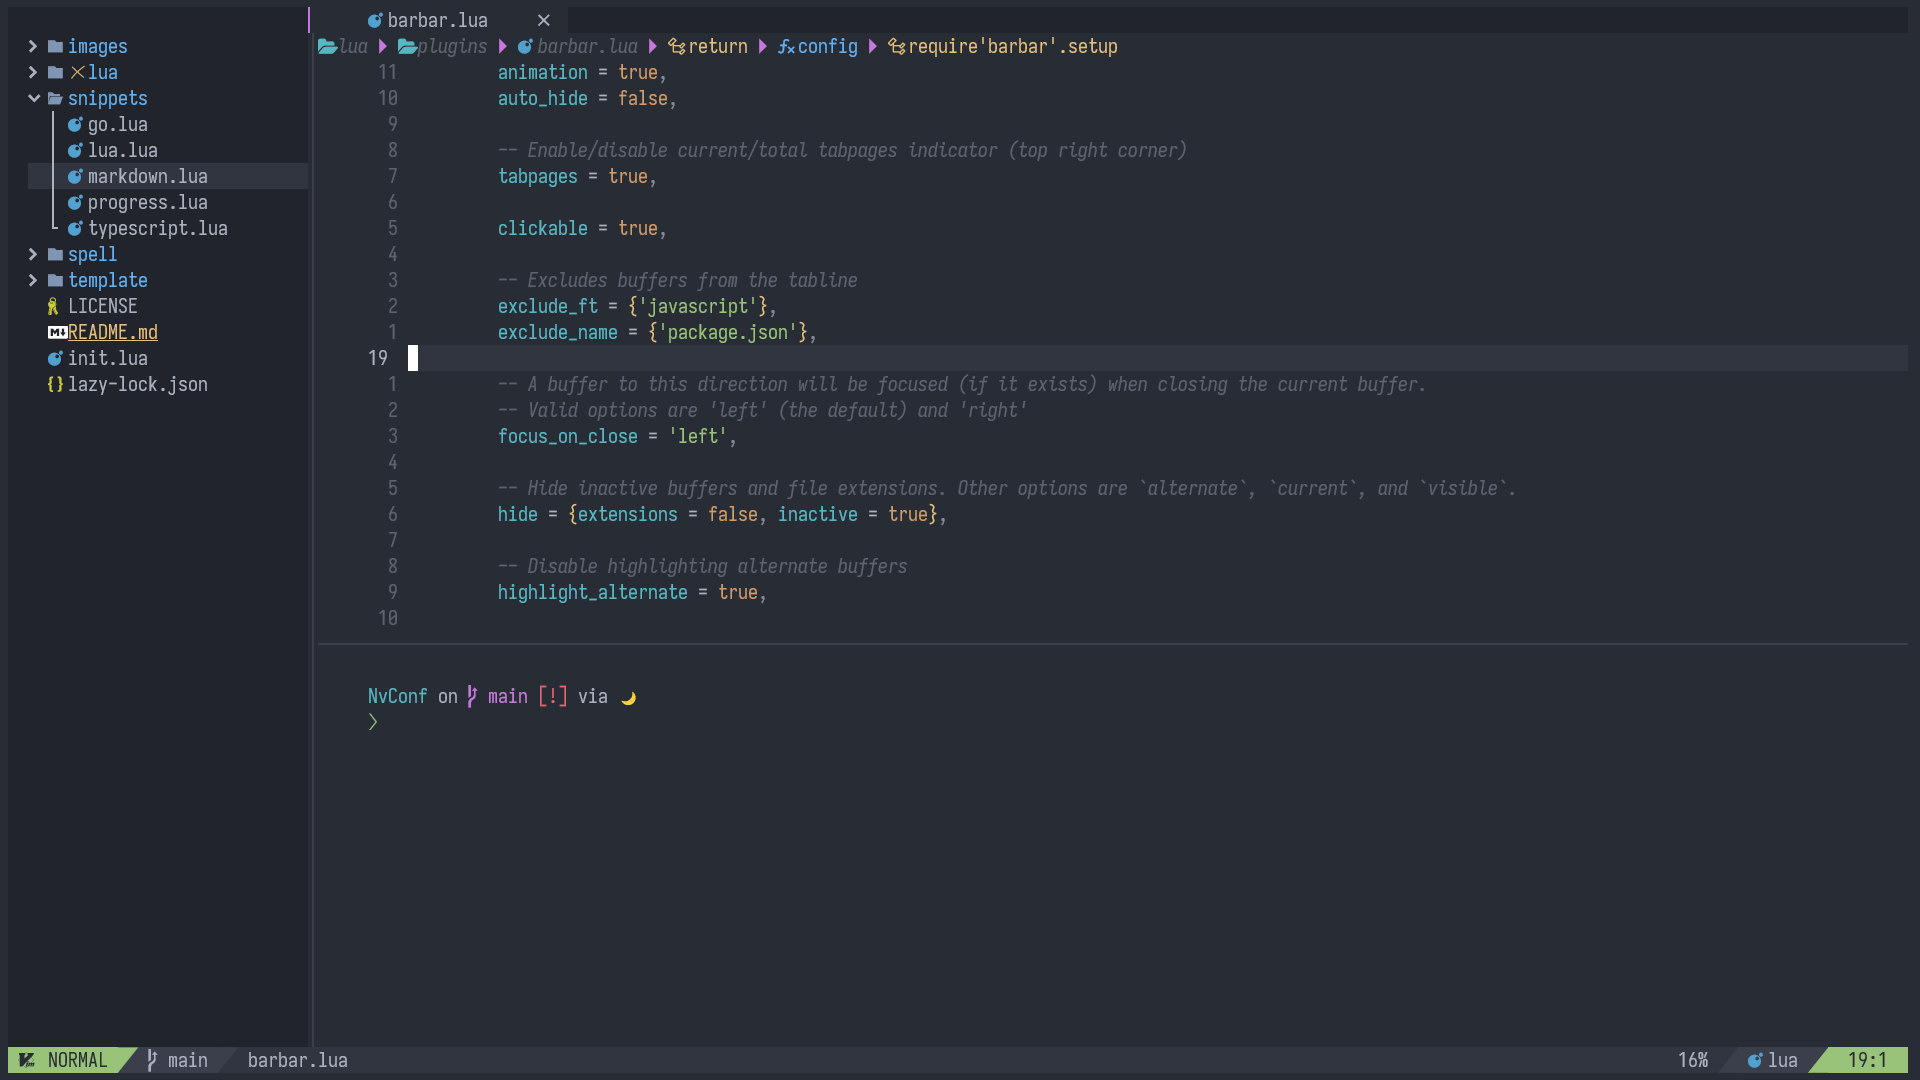 barbar.lua
images
lua
snippets
go.lua
lua.lua
markdown.lua
progress.lua
typescript.lua
spell
template
LICENSE
README.md
init.lua
{} lazy-lock.json
lua plugins barbar.lua return config require'barbar'.setup
11 animation = true,
10 auto_hide = false,
9
8 -- Enable/disable current/total tabpages indicator (top right corner)
7 tabpages = true,
6
5 clickable = true,
4
3 -- Excludes buffers from the tabline
2 exclude_ft = {'javascript'},
1 exclude_name = {'package.json'},
19
1 -- A buffer to this direction will be focused (if it exists) when closing the current buffer.
2 -- Valid options are 'left' (the default) and 'right'
3 focus_on_close = 'left',
4
5 -- Hide inactive buffers and file extensions. Other options are `alternate`, `current`, and `visible`.
6 hide = {extensions = false, inactive = true},
7
8 -- Disable highlighting alternate buffers
9 highlight_alternate = true,
10
NvConf on main [!] via
❯
NORMAL main barbar.lua 16% lua 19:1